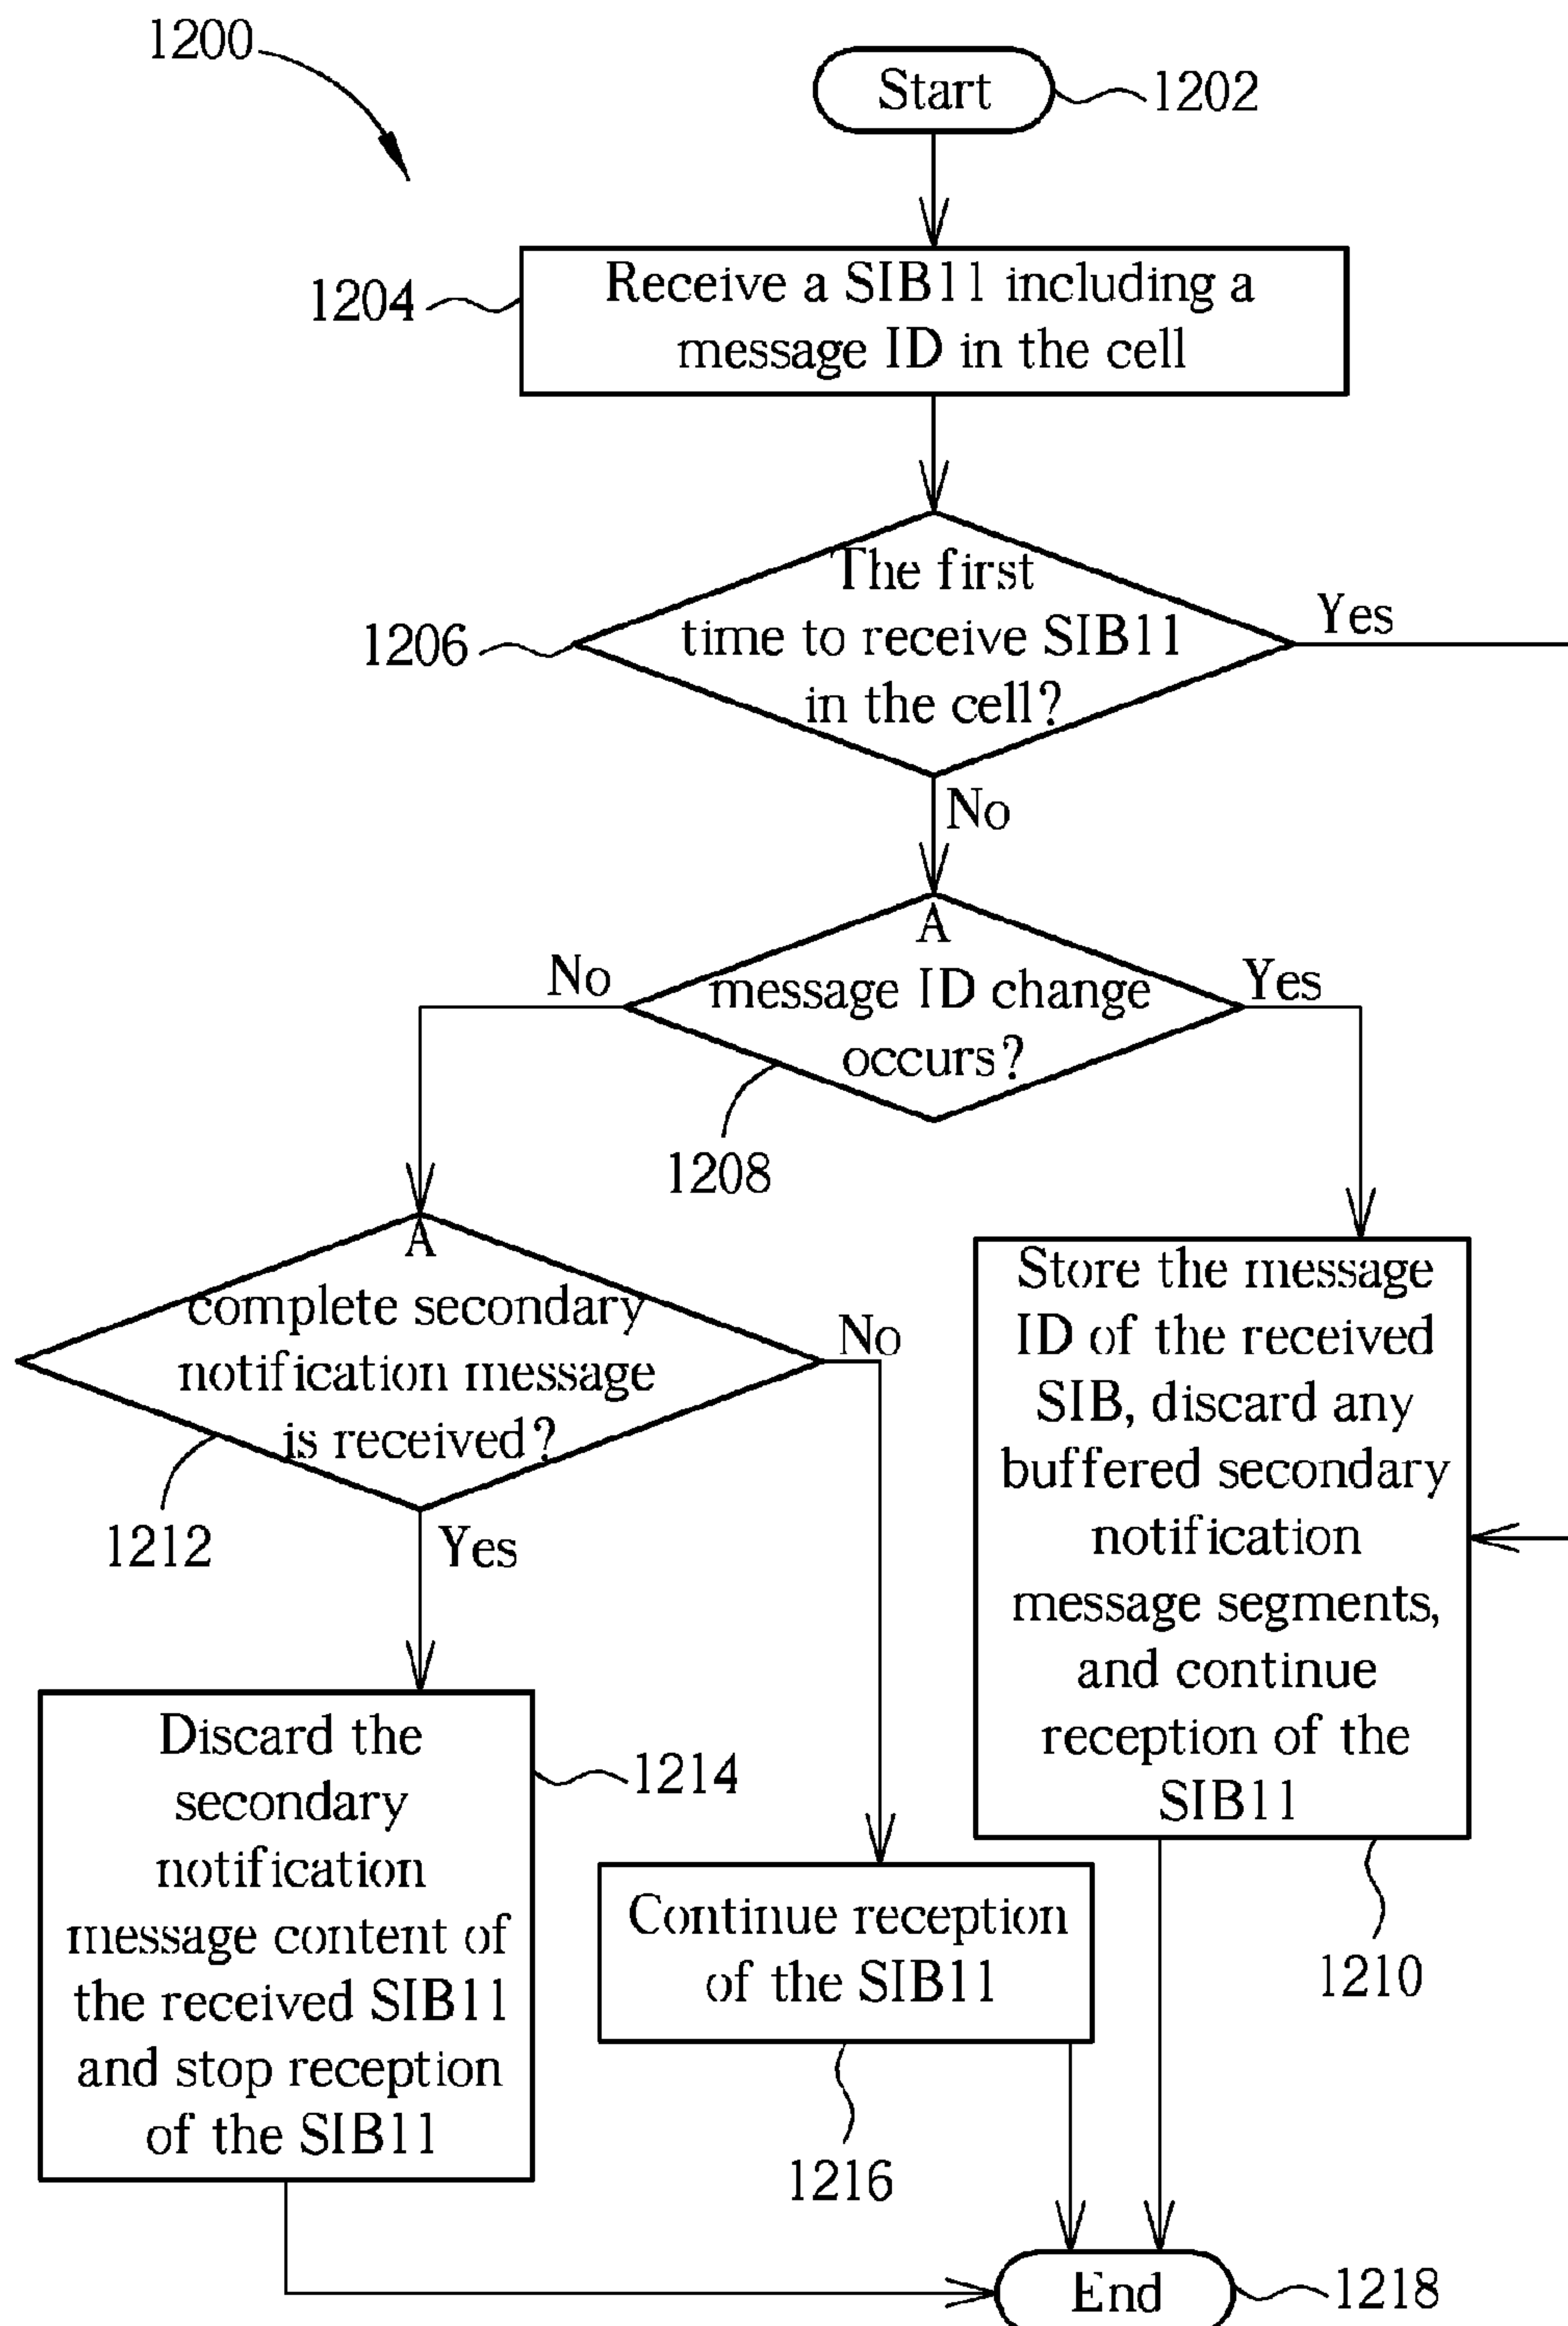 1200
Start
1202
1204
Receive a SIB11 including a
message ID in the cell
1206
The first
time to receive SIB11
in the cell?
Yes
No
A
message ID change
occurs?
No
Yes
1208
A
complete secondary
notification message
is received?
No
1212
Yes
Store the message
ID of the received
SIB, discard any
buffered secondary
notification
message segments,
and continue
reception of the
SIB11
1210
Discard the
secondary
notification
message content of
the received SIB11
and stop reception
of the SIB11
1214
Continue reception
of the SIB11
1216
End
1218